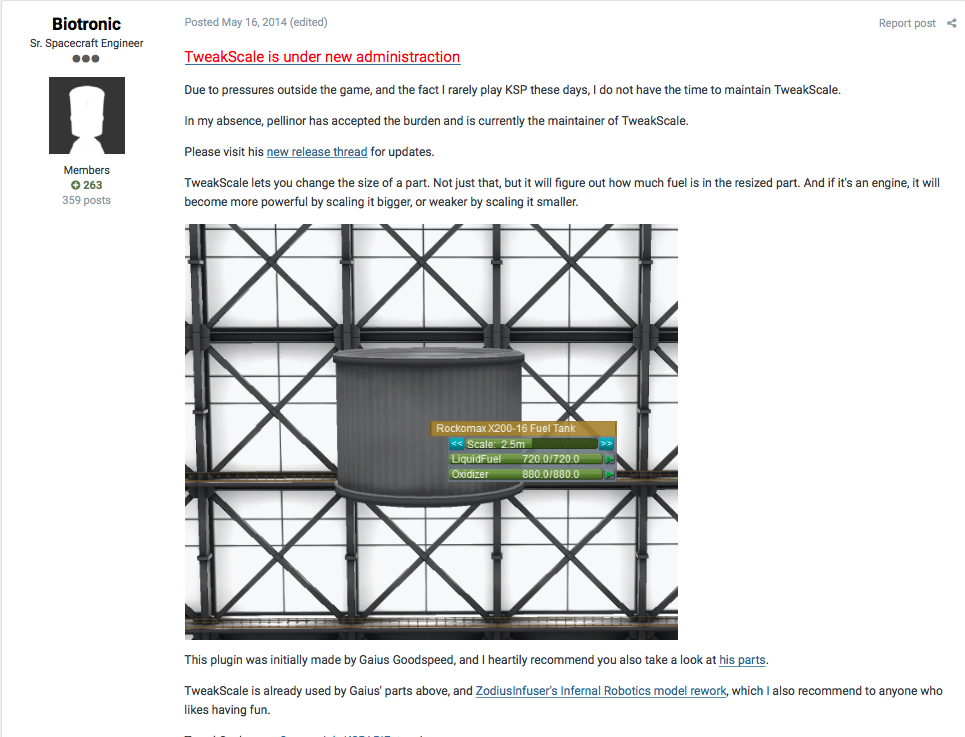 Biotronic
Sr. Spacecraft Engineer
Members
263
359 posts
Posted May 16, 2014 (edited)
Report post
TweakScale is under new administraction
Due to pressures outside the game, and the fact I rarely play KSP these days, I do not have the time to maintain TweakScale.
In my absence, pellinor has accepted the burden and is currently the maintainer of TweakScale.
Please visit his new release thread for updates.
TweakScale lets you change the size of a part. Not just that, but it will figure out how much fuel is in the resized part. And if it's an engine, it will
become more powerful by scaling it bigger, or weaker by scaling it smaller.
Rockomax X200-16 Fuel Tank
<< Scale: 2.5m >>
LiquidFuel 720.0/720.0
Oxidizer 880.0/880.0
This plugin was initially made by Gaius Goodspeed, and I heartily recommend you also take a look at his parts.
TweakScale is already used by Gaius' parts above, and ZodiusInfuser's Infernal Robotics model rework, which I also recommend to anyone who
likes having fun.